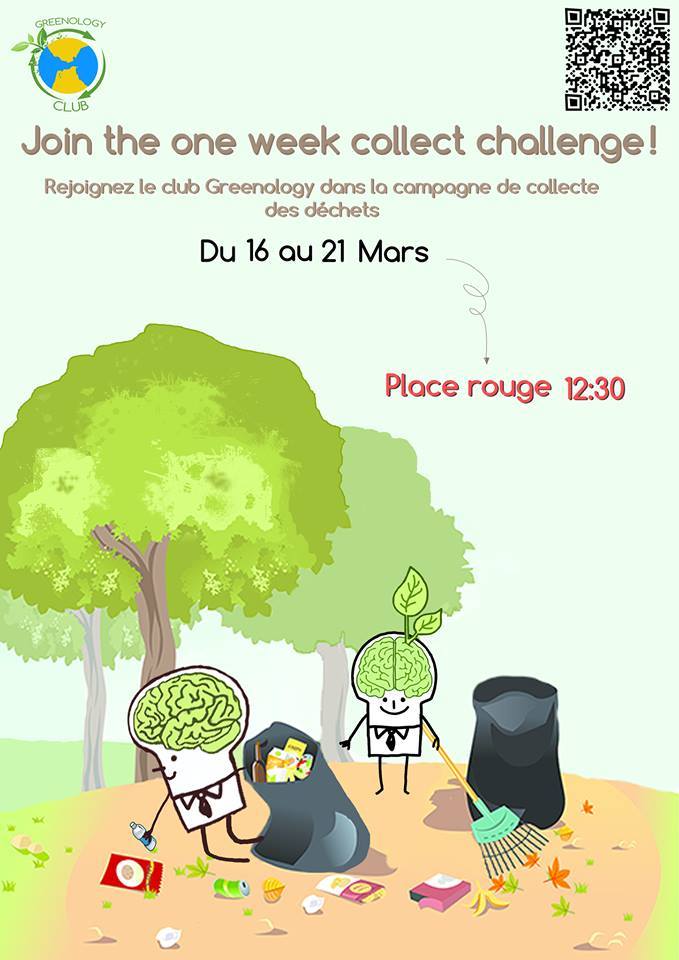 GREENOLOGY
CLUB
Join the one week collect challenge!
Rejoignez le club Greenology dans la campagne de collecte
des déchets
Du 16 au 21 Mars
Place rouge 12:30